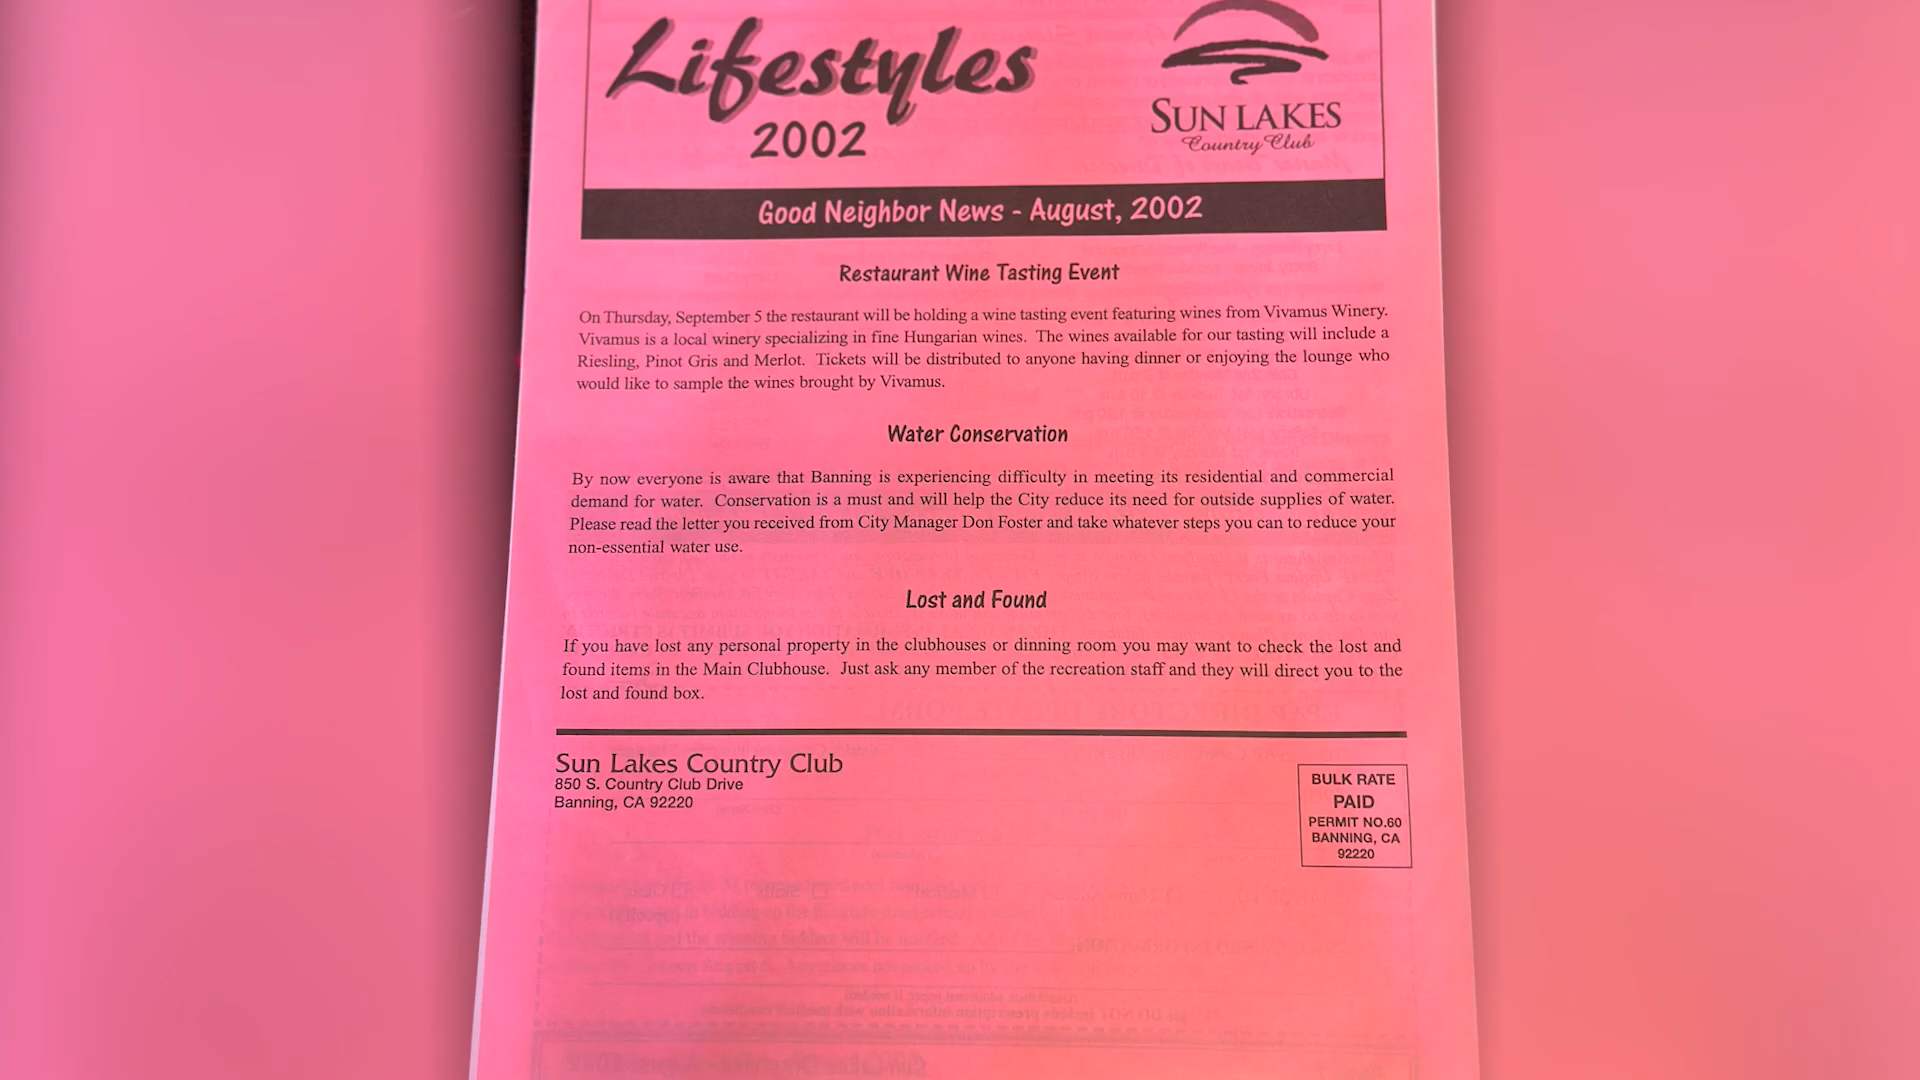 Lifestyles
2002
SUN LAKES
Country Club
Good Neighbor News - August, 2002
Restaurant Wine Tasting Event
On Thursday, September 5 the restaurant will be holding a wine tasting event featuring wines from Vivamus Winery.
Vivamus is a local winery specializing in fine Hungarian wines. The wines available for our tasting will include a
Riesling, Pinot Gris and Merlot. Tickets will be distributed to anyone having dinner or enjoying the lounge who
would like to sample the wines brought by Vivamus.
Water Conservation
By now everyone is aware that Banning is experiencing difficulty in meeting its residential and commercial
demand for water. Conservation is a must and will help the City reduce its need for outside supplies of water.
Please read the letter you received from City Manager Don Foster and take whatever steps you can to reduce your
non-essential water use.
Lost and Found
If you have lost any personal property in the clubhouses or dinning room you may want to check the lost and
found items in the Main Clubhouse. Just ask any member of the recreation staff and they will direct you to the
lost and found box.
Sun Lakes Country Club
850 S. Country Club Drive
Banning, CA 92220
BULK RATE
PAID
PERMIT NO.60
BANNING, CA
92220